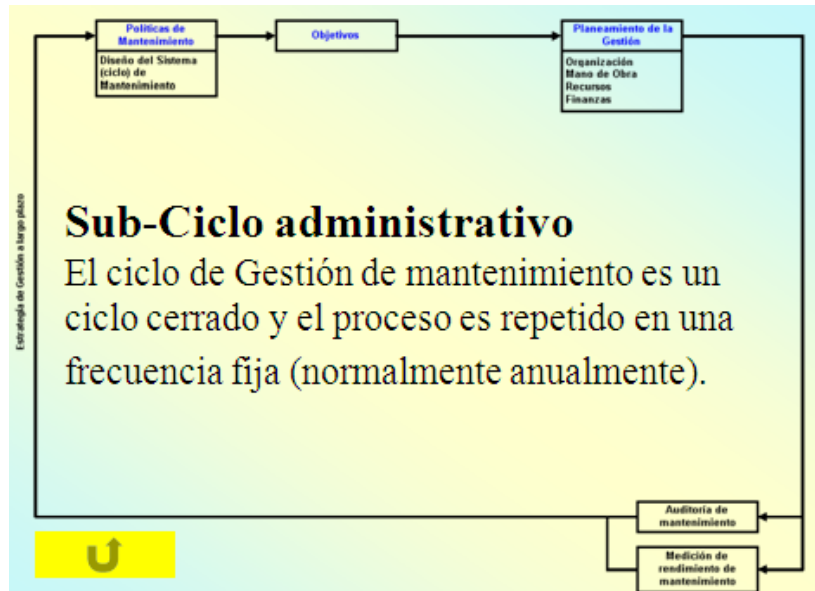 Políticas de
Mantenimiento
Diseño del Sistema
(ciclo) de
Mantenimiento
Objetivos
Planeamiento de la
Gestión
Organización
Mano de Obra
Recursos
Finanzas
Estrategia de Gestión a largo plazo
Sub-Ciclo administrativo
El ciclo de Gestión de mantenimiento es un
ciclo cerrado y el proceso es repetido en una
frecuencia fija (normalmente anualmente).
Auditoría de
mantenimiento
Medición de
rendimiento de
mantenimiento